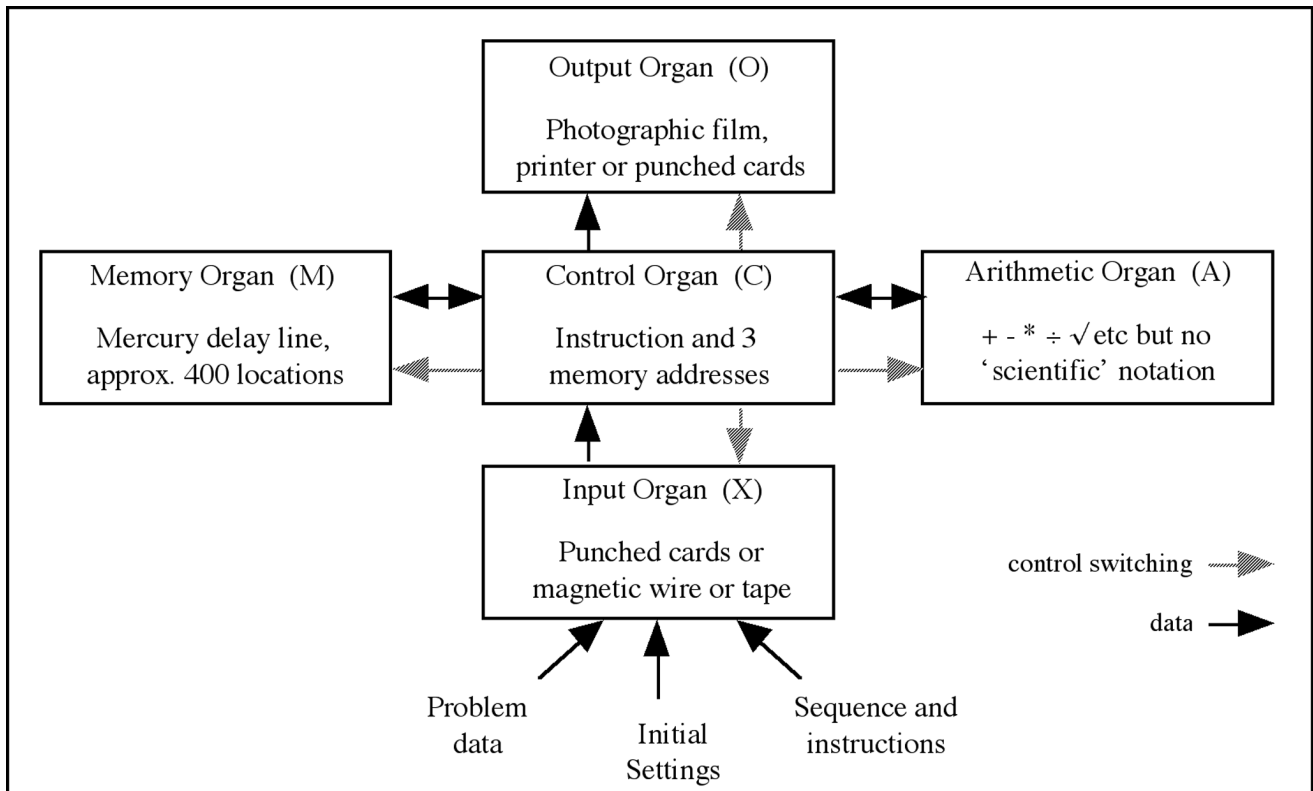 Output Organ (O)
Photographic film,
printer or punched cards
Memory Organ (M)
Mercury delay line,
approx. 400 locations
Control Organ (C)
Instruction and 3
memory addresses
Arithmetic Organ (A)
+ - * ÷ √ etc but no
‘scientific’ notation
Input Organ (X)
Punched cards or
magnetic wire or tape
control switching
data
Problem
data
Initial
Settings
Sequence and
instructions